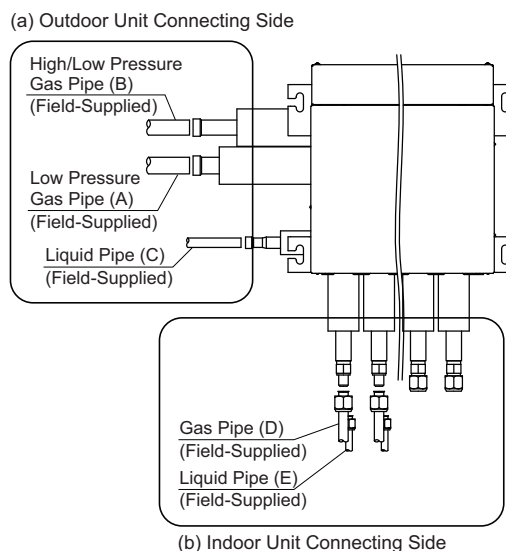 (a) Outdoor Unit Connecting Side
High/Low Pressure
Gas Pipe (B)
(Field-Supplied)
Low Pressure
Gas Pipe (A)
(Field-Supplied)
Liquid Pipe (C)
(Field-Supplied)
Gas Pipe (D)
(Field-Supplied)
Liquid Pipe (E)
(Field-Supplied)
(b) Indoor Unit Connecting Side